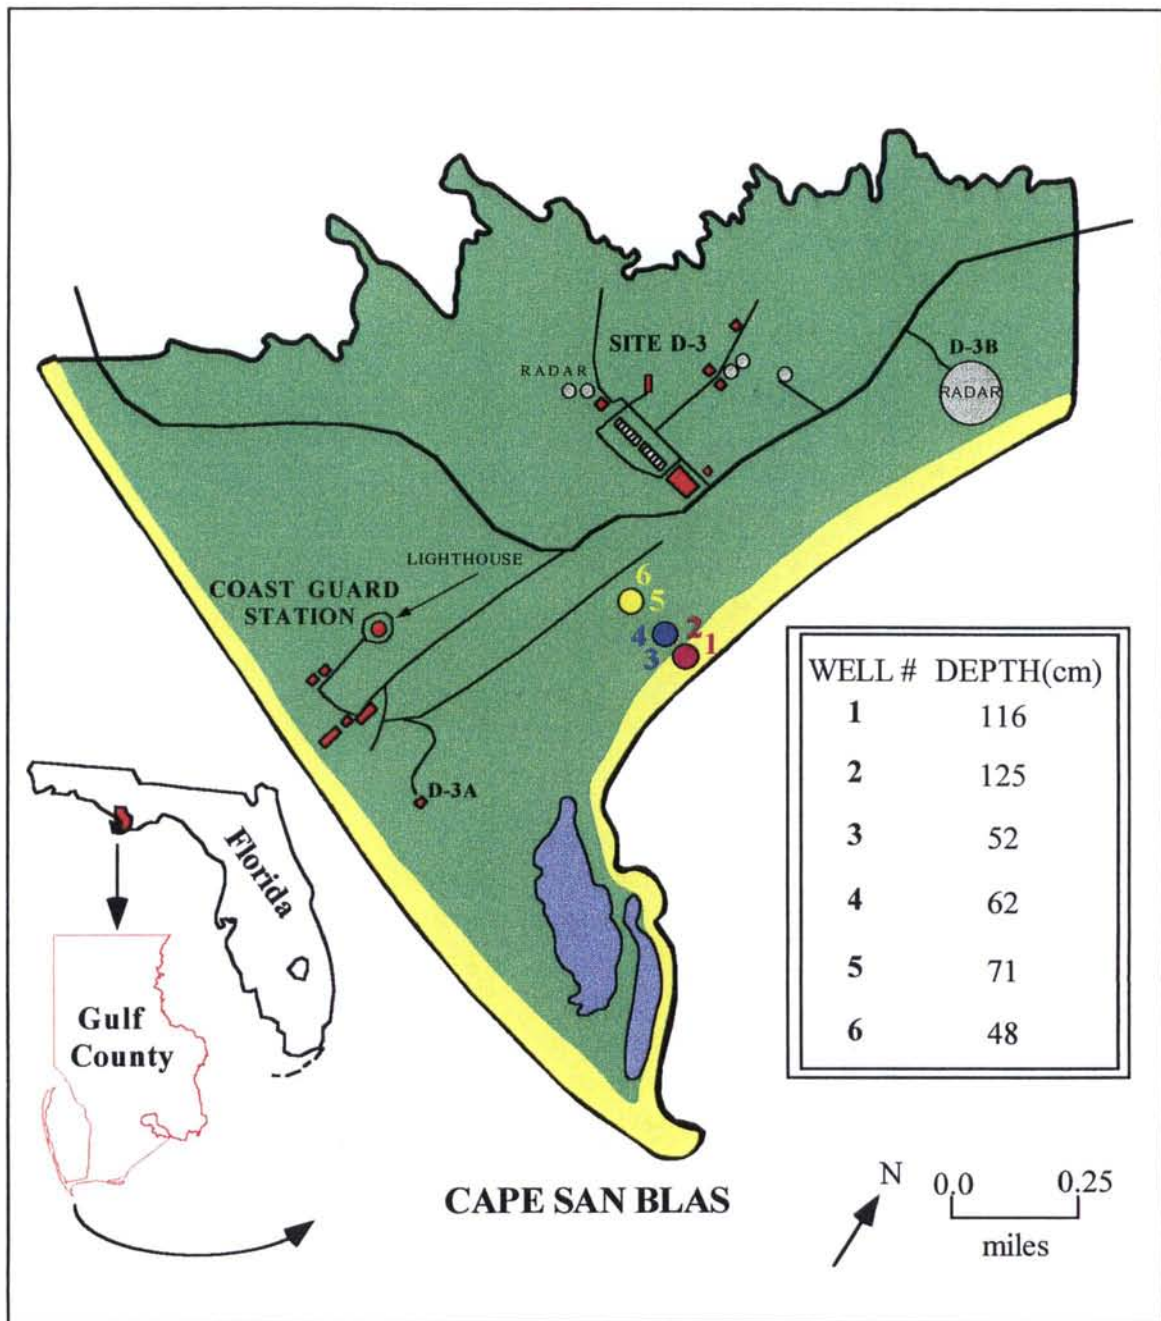 SITE D-3
RADAR
D-3B
RADAR
LIGHTHOUSE
COAST GUARD
STATION
6
5
4
3
2
1
D-3A
WELL # DEPTH(cm)
1 116
2 125
3 52
4 62
5 71
6 48
Florida
Gulf
County
CAPE SAN BLAS
N
0.0 0.25
miles